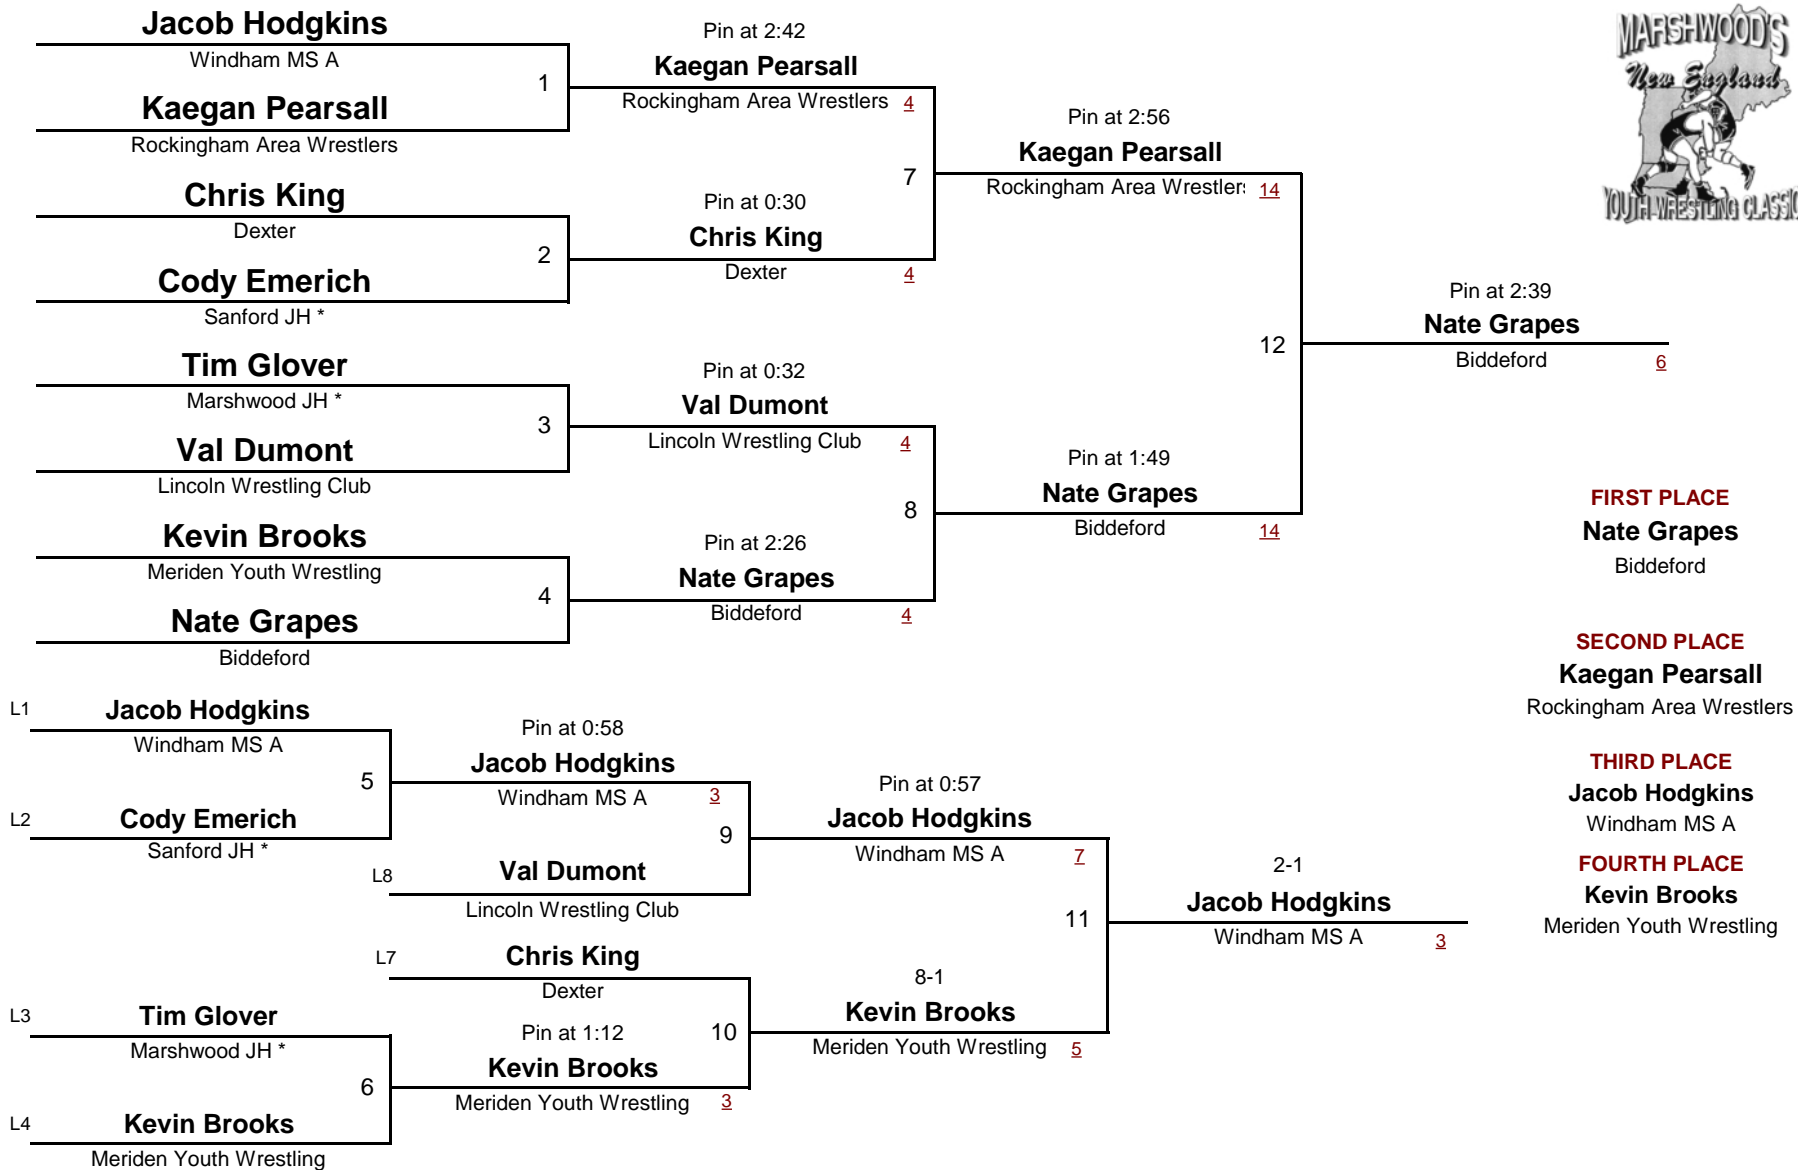 Jacob Hodgkins
Windham MS A
1
Kaegan Pearsall
Rockingham Area Wrestlers
Chris King
Dexter
2
Cody Emerich
Sanford JH *
Tim Glover
Marshwood JH *
3
Val Dumont
Lincoln Wrestling Club
Kevin Brooks
Meriden Youth Wrestling
4
Nate Grapes
Biddeford
Pin at 2:42
Kaegan Pearsall
Rockingham Area Wrestlers 4
7
Pin at 0:30
Chris King
Dexter 4
Pin at 0:32
Val Dumont
Lincoln Wrestling Club 4
8
Pin at 2:26
Nate Grapes
Biddeford 4
Pin at 2:56
Kaegan Pearsall
Rockingham Area Wrestlers 14
12
Pin at 1:49
Nate Grapes
Biddeford 14
Pin at 2:39
Nate Grapes
Biddeford 6
MARSHWOOD'S
New England
YOUTH WRESTLING CLASSIC
FIRST PLACE
Nate Grapes
Biddeford
SECOND PLACE
Kaegan Pearsall
Rockingham Area Wrestlers
THIRD PLACE
Jacob Hodgkins
Windham MS A
FOURTH PLACE
Kevin Brooks
Meriden Youth Wrestling
L1 Jacob Hodgkins
Windham MS A
5
L2 Cody Emerich
Sanford JH *
Pin at 0:58
Jacob Hodgkins
Windham MS A 3
9
L8 Val Dumont
Lincoln Wrestling Club
L7 Chris King
Dexter
L3 Tim Glover
Marshwood JH *
6
L4 Kevin Brooks
Meriden Youth Wrestling
Pin at 1:12 10
Kevin Brooks
Meriden Youth Wrestling 3
Pin at 0:57
Jacob Hodgkins
Windham MS A 7
11
8-1
Kevin Brooks
Meriden Youth Wrestling 5
2-1
Jacob Hodgkins
Windham MS A 3